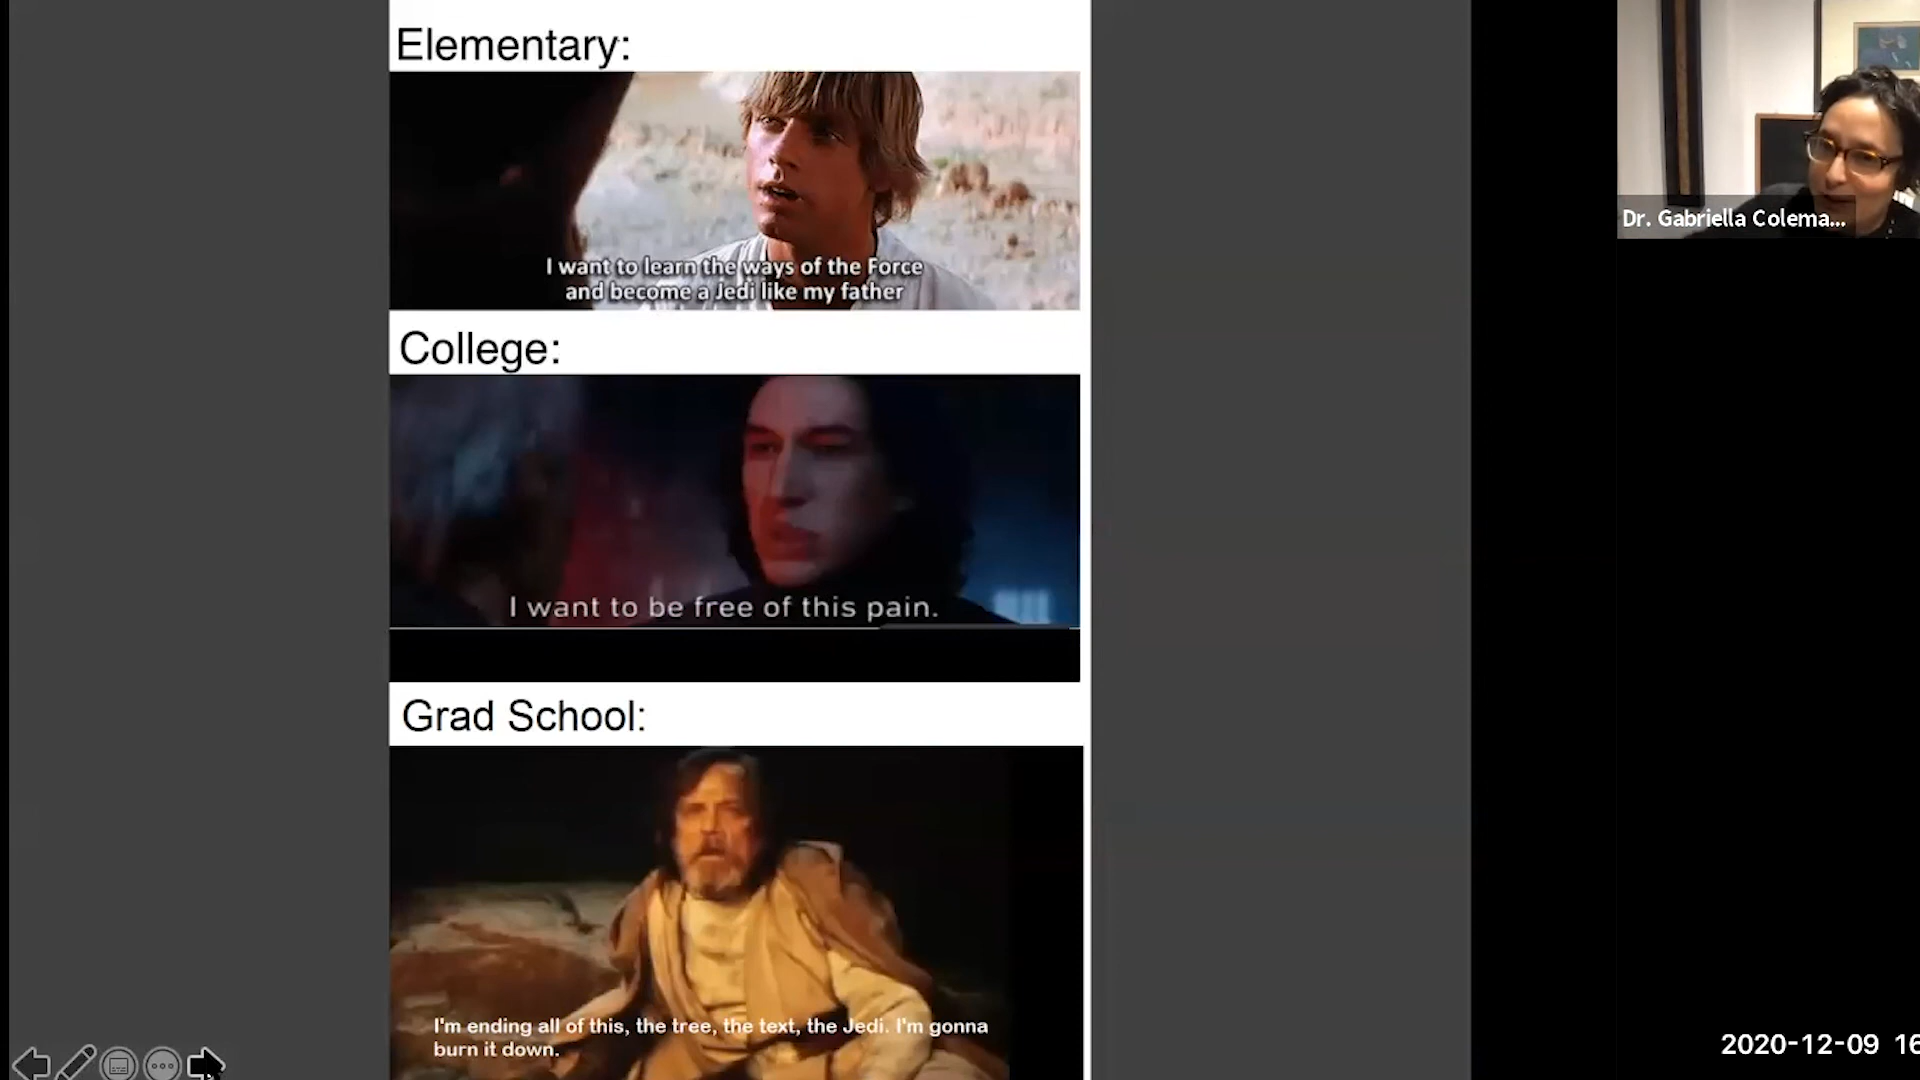 Elementary:
I want to learn the ways of the Force
and become a Jedi like my father
College:
I want to be free of this pain.
Grad School:
I'm ending all of this, the tree, the text, the Jedi. I'm gonna
burn it down.
Dr. Gabriella Colema...
2020-12-09 16